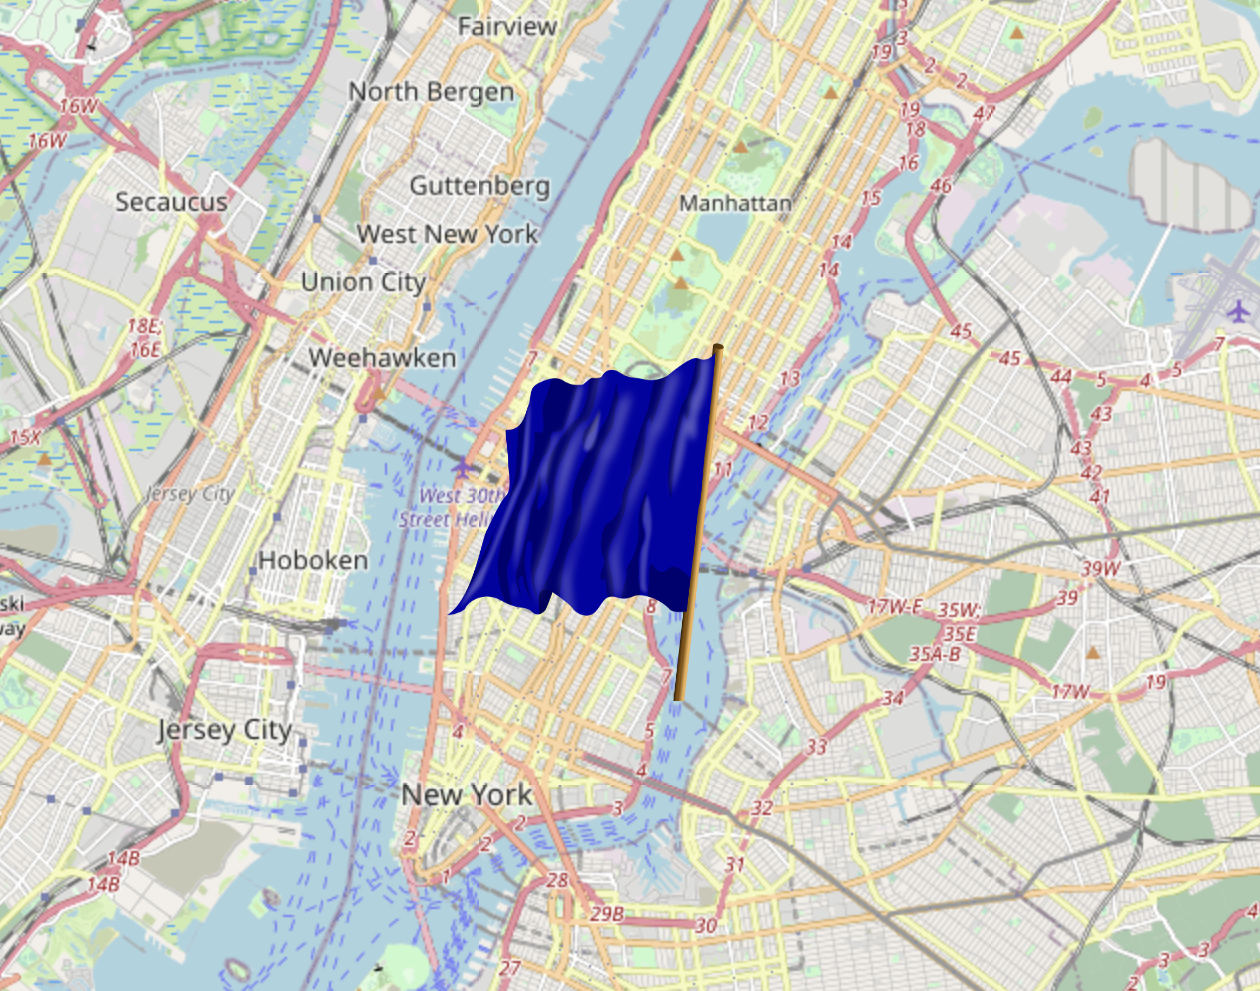 Fairview
3
19
3
2
2
North Bergen
16W
47
19
18
16W
16
Guttenberg
46
Secaucus
15
Manhattan
West New York
14
14
Union City
18E;
16E
45
7
7
Weehawken
45
5
44
5
4
13
43
12
15X
43
11
42
Jersey City
West 30th
41
Street Heli
Hoboken
39W
39
ski
way
17W-E
35W;
8
35E
35A-B
7
17W
19
34
Jersey City
4
5
33
4
New York
3
32
2
2
2
14B
31
14B
1
28
29B
30
4
27
3
3
2